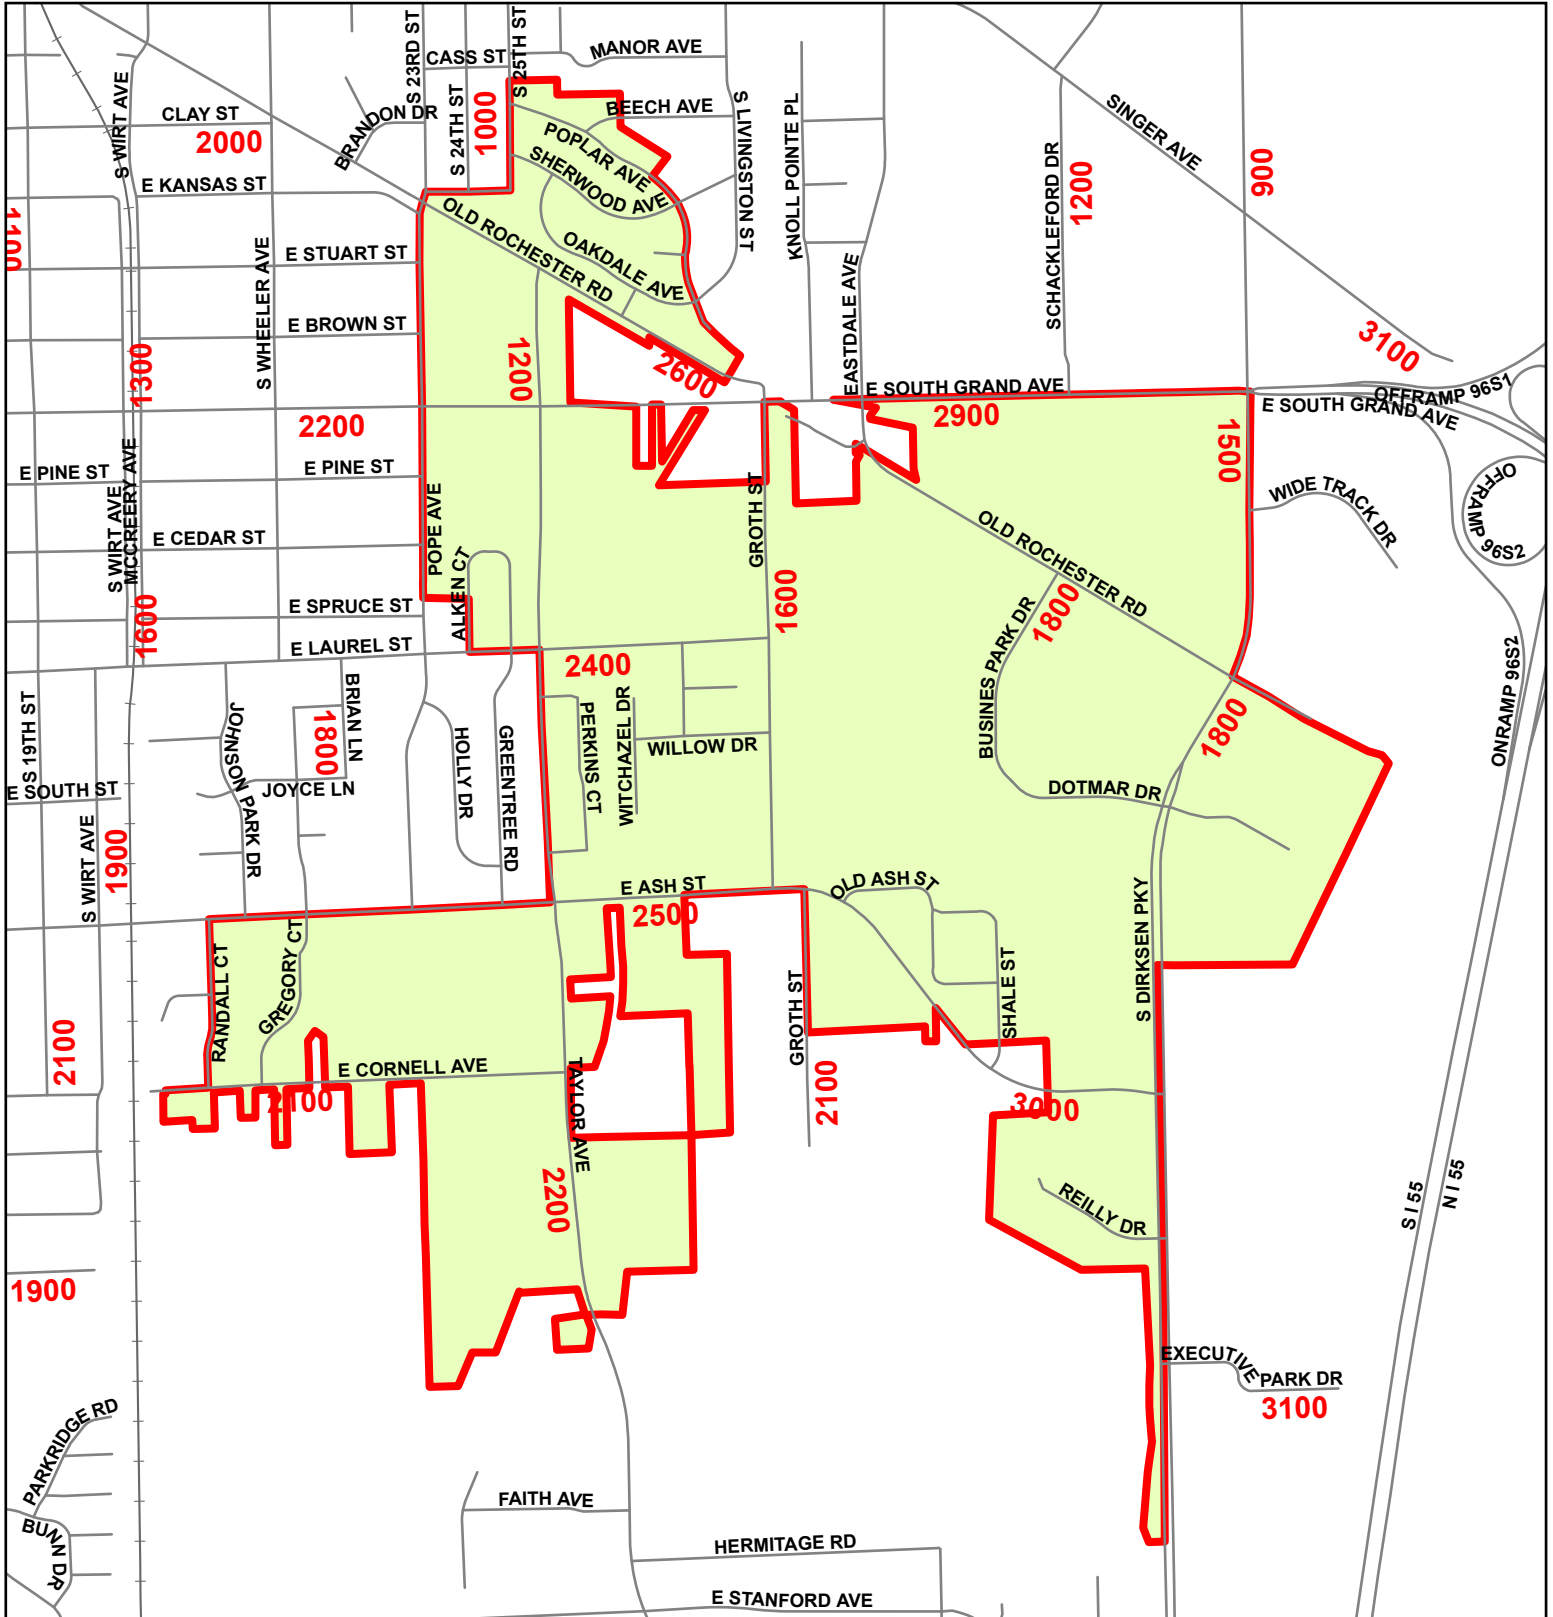 S 23RD ST
S 25TH ST
CASS ST
MANOR AVE
S WIRT AVE
CLAY ST
2000
BRANDON DR
S 24TH ST
1000
BEECH AVE
S LIVINGSTON ST
KNOLL POINTE PL
SINGER AVE
POPLAR AVE
SHERWOOD AVE
SCHACKLEFORD DR
1200
900
E KANSAS ST
OLD ROCHESTER RD
1100
S WHEELER AVE
E STUART ST
OAKDALE AVE
EASTDALE AVE
E BROWN ST
1300
1200
2600
3100
E SOUTH GRAND AVE
OFFRAMP 96S1
E SOUTH GRAND AVE
2200
2900
1500
E PINE ST
MCCREERY AVE
E PINE ST
POPE AVE
GROTH ST
WIDE TRACK DR
OFFRAMP 96S2
S WIRT AVE
E CEDAR ST
OLD ROCHESTER RD
ALKEN CT
1600
1600
E SPRUCE ST
BUSINES PARK DR
1800
E LAUREL ST
2400
ONRAMP 96S2
S 19TH ST
JOHNSON PARK DR
BRIAN LN
1800
HOLLY DR
GREENTREE RD
PERKINS CT
WITCHAZEL DR
WILLOW DR
1800
E SOUTH ST
JOYCE LN
DOTMAR DR
S WIRT AVE
1900
E ASH ST
2500
OLD ASH ST
S DIRKSEN PKY
RANDALL CT
GREGORY CT
GROTH ST
SHALE ST
2100
E CORNELL AVE
2100
TAYLOR AVE
2100
3000
2200
REILLY DR
S I 55
N I 55
1900
EXECUTIVE
PARK DR
3100
PARKRIDGE RD
FAITH AVE
BUNN DR
HERMITAGE RD
E STANFORD AVE